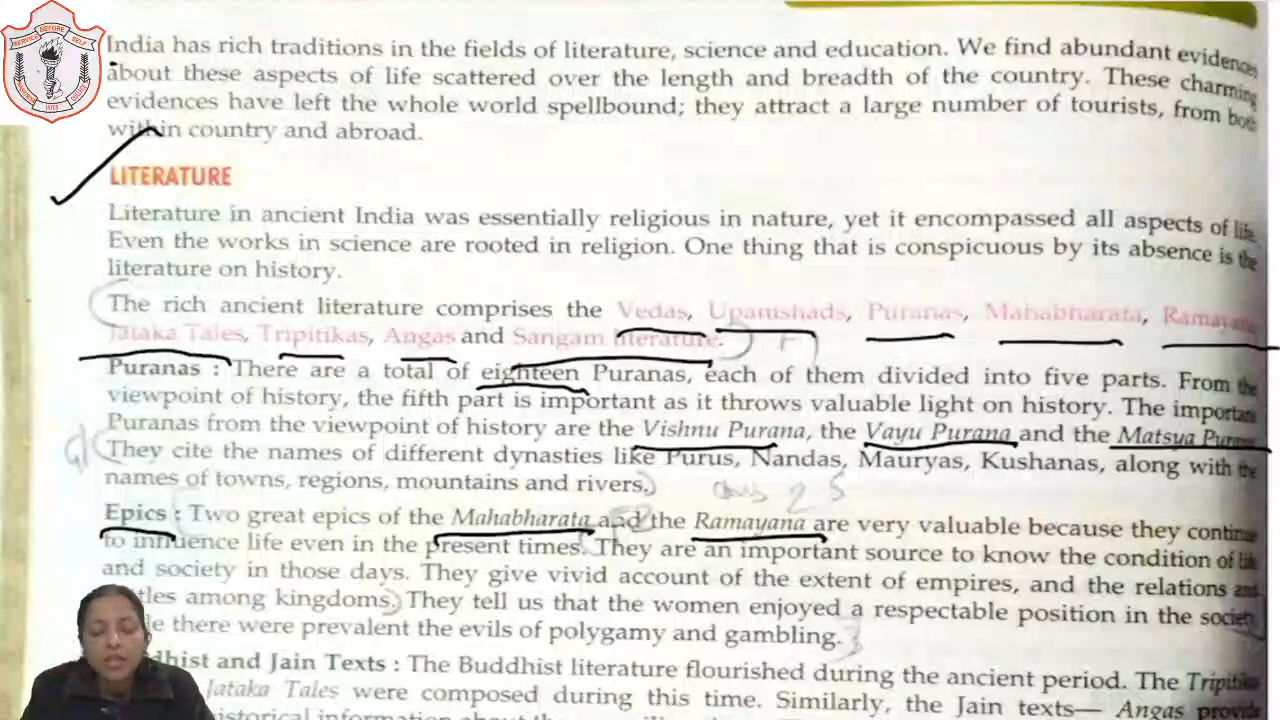 SERVICE BEFORE SELF
India has rich traditions in the fields of literature, science and education. We find abundant evidences
about these aspects of life scattered over the length and breadth of the country. These charming
evidences have left the whole world spellbound; they attract a large number of tourists, from both
within country and abroad.
LITERATURE
Literature in ancient India was essentially religious in nature, yet it encompassed all aspects of life.
Even the works in science are rooted in religion. One thing that is conspicuous by its absence is the
literature on history.
The rich ancient literature comprises the Vedas, Upanishads, Puranas, Mahabharata, Ramayana
Jataka Tales, Tripitikas, Angas and Sangam literature.
Puranas : There are a total of eighteen Puranas, each of them divided into five parts. From the
viewpoint of history, the fifth part is important as it throws valuable light on history. The important
Puranas from the viewpoint of history are the Vishnu Purana, the Vayu Purana and the Matsya
They cite the names of different dynasties like Purus, Nandas, Mauryas, Kushanas, along with the
names of towns, regions, mountains and rivers.
Epics : Two great epics of the Mahabharata and the Ramayana are very valuable because they continue
to influence life even in the present times. They are an important source to know the condition of life
and society in those days. They give vivid account of the extent of empires, and the relations and
tles among kingdoms. They tell us that the women enjoyed a respectable position in the society
le there were prevalent the evils of polygamy and gambling.
dhist and Jain Texts : The Buddhist literature flourished during the ancient period. The
Jataka Tales were composed during this time. Similarly, the Jain texts— Angas provide